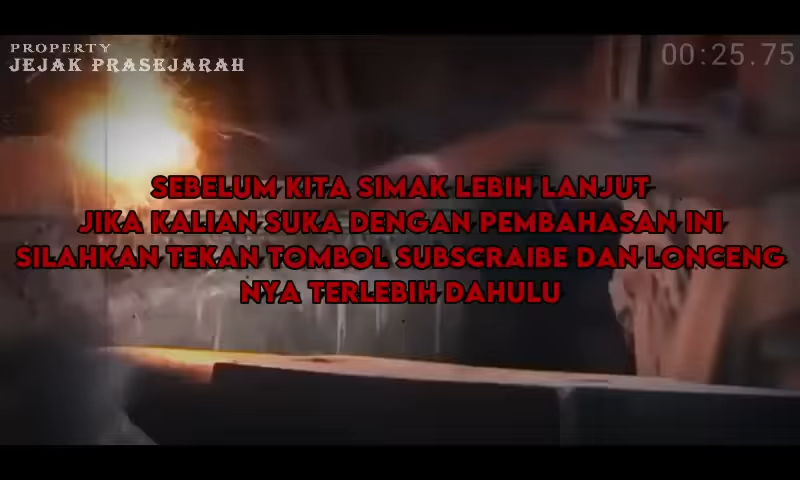 PROPERTY
JEJAK PRASEJARAH
00:25.75
SEBELUM KITA SIMAK LEBIH LANJUT
JIKA KALIAN SUKA DENGAN PEMBAHASAN INI
SILAHKAN TEKAN TOMBOL SUBSCRAIBE DAN LONCENG
NYA TERLEBIH DAHULU